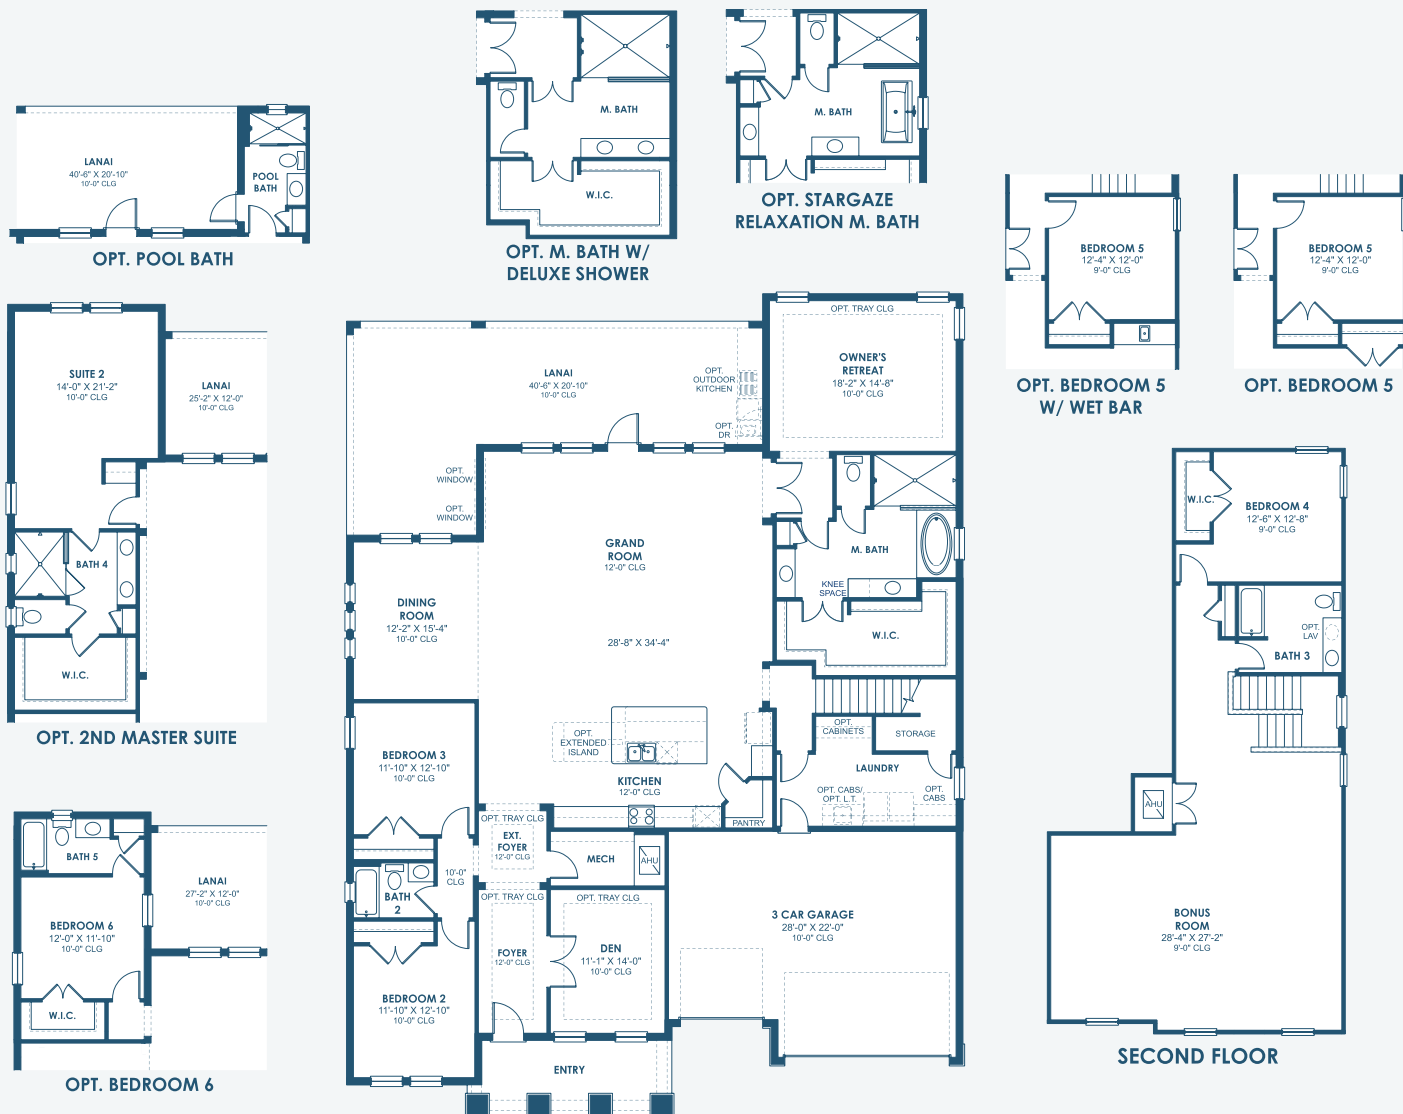 M. BATH
W.I.C.
OPT. M. BATH W/
DELUXE SHOWER
M. BATH
OPT. STARGAZE
RELAXATION M. BATH
LANAI
40'-6" X 20'-10"
10'-0" CLG
POOL
BATH
OPT. POOL BATH
BEDROOM 5
12'-4" X 12'-0"
9'-0" CLG
OPT. BEDROOM 5
W/ WET BAR
BEDROOM 5
12'-4" X 12'-0"
9'-0" CLG
OPT. BEDROOM 5
SUITE 2
14'-0" X 21'-2"
10'-0" CLG
LANAI
25'-2" X 12'-0"
10'-0" CLG
BATH 4
W.I.C.
OPT. 2ND MASTER SUITE
BATH 5
BEDROOM 6
12'-0" X 11'-10"
10'-0" CLG
W.I.C.
LANAI
27'-2" X 12'-0"
10'-0" CLG
OPT. BEDROOM 6
LANAI
40'-6" X 20'-10"
10'-0" CLG
OPT.
OUTDOOR
KITCHEN
OPT.
DR
OPT. TRAY CLG
OWNER'S
RETREAT
18'-2" X 14'-8"
10'-0" CLG
OPT.
WINDOW
OPT.
WINDOW
GRAND
ROOM
12'-0" CLG
28'-8" X 34'-4"
M. BATH
KNEE
SPACE
W.I.C.
DINING
ROOM
12'-2" X 15'-4"
10'-0" CLG
OPT.
EXTENDED
ISLAND
KITCHEN
12'-0" CLG
PANTRY
OPT.
CABINETS
STORAGE
LAUNDRY
OPT. CABS/
OPT. L.T.
OPT.
CABS
BEDROOM 3
11'-10" X 12'-10"
10'-0" CLG
OPT. TRAY CLG
EXT.
FOYER
12'-0" CLG
MECH
AHU
10'-0"
CLG
BATH
2
OPT. TRAY CLG
FOYER
12'-0" CLG
OPT. TRAY CLG
DEN
11'-1" X 14'-0"
10'-0" CLG
3 CAR GARAGE
28'-0" X 22'-0"
10'-0" CLG
BEDROOM 2
11'-10" X 12'-10"
10'-0" CLG
ENTRY
W.I.C.
BEDROOM 4
12'-6" X 12'-8"
9'-0" CLG
OPT.
LAV
BATH 3
AHU
BONUS
ROOM
28'-4" X 27'-2"
9'-0" CLG
SECOND FLOOR